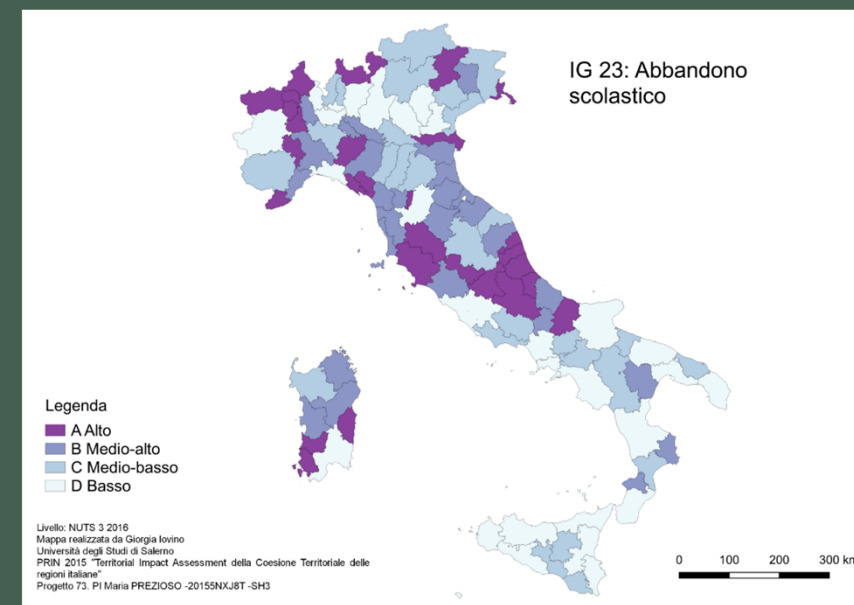 IG 23: Abbandono
scolastico
Legenda
A Alto
B Medio-alto
C Medio-basso
D Basso
Livello: NUTS 3 2016
Mappa realizzata da Giorgia Iovino
Università degli Studi di Salerno
PRIN 2015 "Territorial Impact Assessment della Coesione Territoriale delle
regioni italiane"
Progetto 73. PI Maria PREZIOSO -20155NXJ8T -SH3
0 100 200 300 km